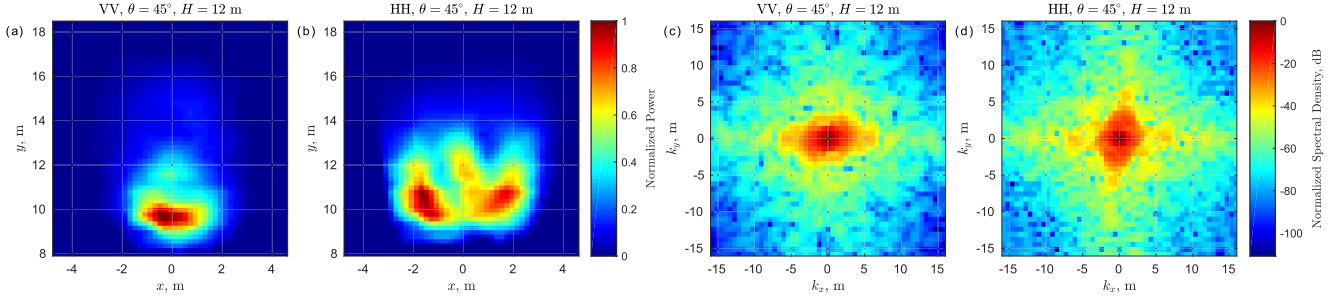 VV, θ = 45°, H = 12 m
(a)
y, m
18
16
14
12
10
8
-4 -2 0 2 4
x, m
HH, θ = 45°, H = 12 m
(b)
y, m
18
16
14
12
10
8
-4 -2 0 2 4
x, m
1
0.8
0.6
0.4
0.2
0
Normalized Power
VV, θ = 45°, H = 12 m
(c)
k_y, m
15
10
5
0
-5
-10
-15
-15 -10 -5 0 5 10 15
k_x, m
HH, θ = 45°, H = 12 m
(d)
k_y, m
15
10
5
0
-5
-10
-15
-15 -10 -5 0 5 10 15
k_x, m
0
-20
-40
-60
-80
-100
Normalized Spectral Density, dB